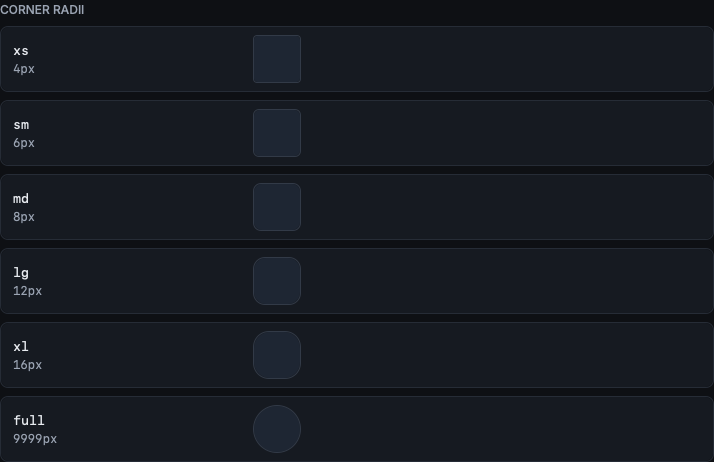 CORNER RADII
xs
4px
sm
6px
md
8px
lg
12px
xl
16px
full
9999px